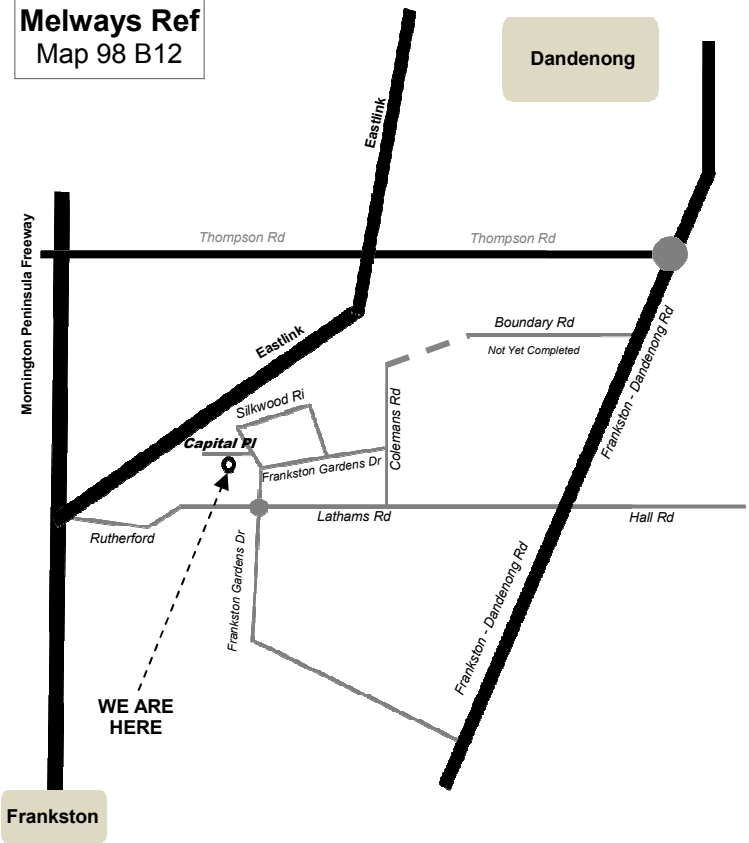 Melways Ref
Map 98 B12
Dandenong
Eastlink
Mornington Peninsula Freeway
Thompson Rd
Thompson Rd
Boundary Rd
Not Yet Completed
Eastlink
Frankston - Dandenong Rd
Silkwood Ri
Colemans Rd
Capital Pl
Frankston Gardens Dr
Lathams Rd
Hall Rd
Rutherford
Frankston Gardens Dr
Frankston - Dandenong Rd
WE ARE
HERE
Frankston